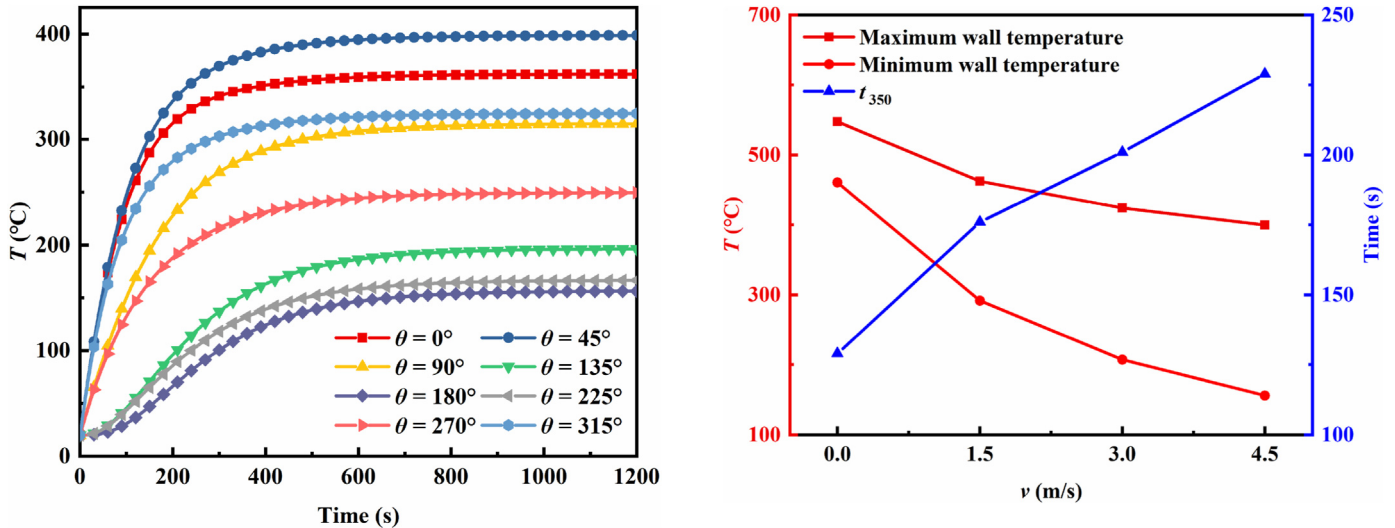 400
300
200
100
0
T (°C)
θ = 0°
θ = 45°
θ = 90°
θ = 135°
θ = 180°
θ = 225°
θ = 270°
θ = 315°
0 200 400 600 800 1000 1200
Time (s)
700
500
300
100
T (°C)
Maximum wall temperature
Minimum wall temperature
t350
250
200
150
100
Time (s)
0.0 1.5 3.0 4.5
v (m/s)